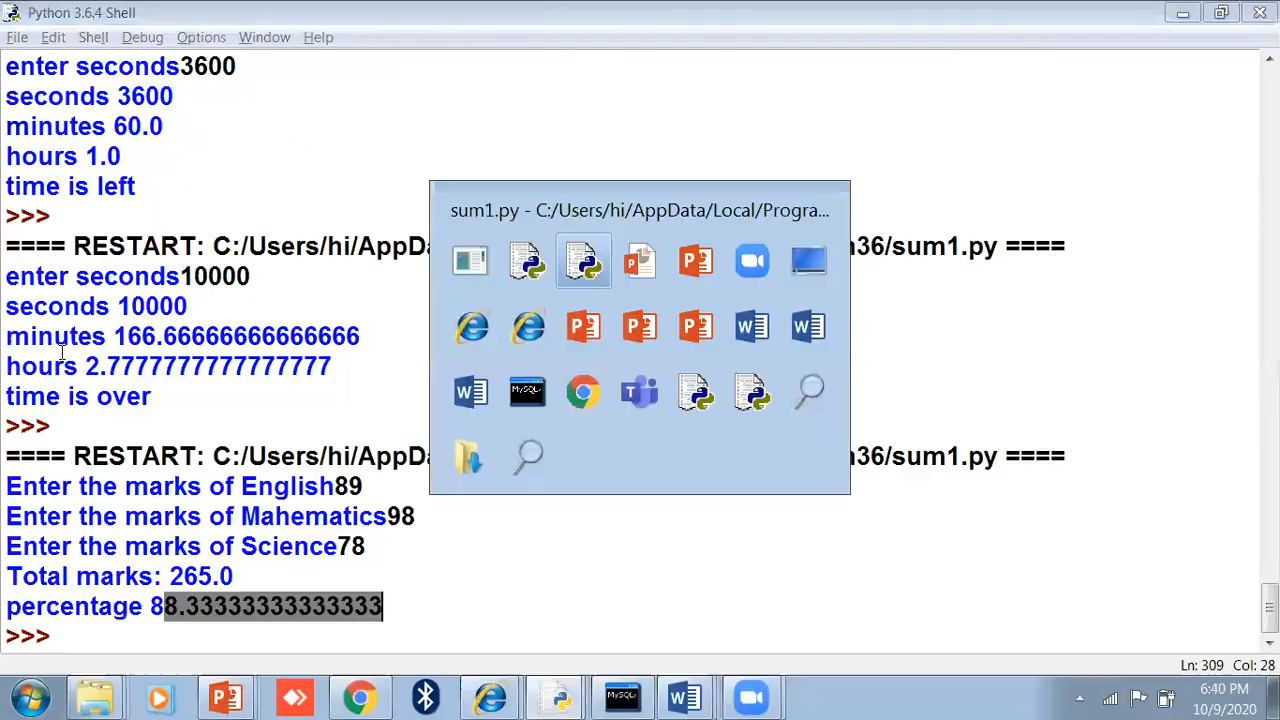 Python 3.6.4 Shell
File Edit Shell Debug Options Window Help
enter seconds3600
seconds 3600
minutes 60.0
hours 1.0
time is left
>>>
==== RESTART: C:/Users/hi/AppDa n36/sum1.py ====
enter seconds10000
seconds 10000
minutes 166.66666666666666
hours 2.7777777777777777
time is over
>>>
==== RESTART: C:/Users/hi/AppDa n36/sum1.py ====
Enter the marks of English89
Enter the marks of Mahematics98
Enter the marks of Science78
Total marks: 265.0
percentage 88.33333333333333
>>>
sum1.py - C:/Users/hi/AppData/Local/Progra...
MySQL
Ln: 309 Col: 28
MySQL
6:40 PM
10/9/2020